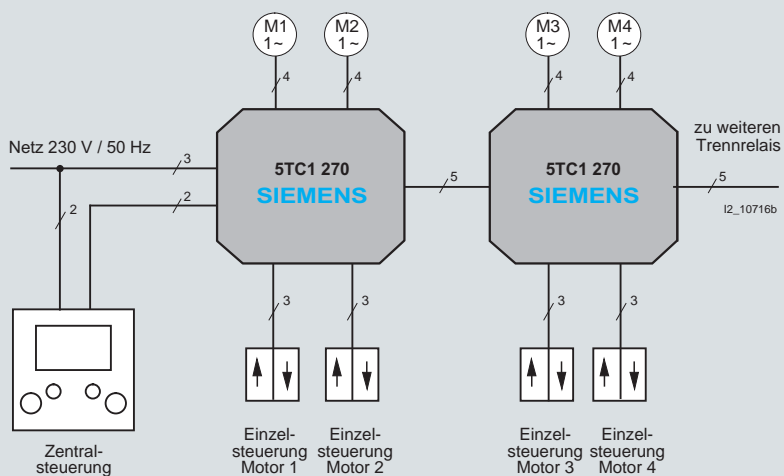 M1
1~
M2
1~
M3
1~
M4
1~
4
4
4
4
Netz 230 V / 50 Hz
3
5TC1 270
SIEMENS
5
5TC1 270
SIEMENS
zu weiteren
Trennrelais
5
I2_10716b
2
2
3
3
3
3
Zentral-
steuerung
Einzel-
steuerung
Motor 1
Einzel-
steuerung
Motor 2
Einzel-
steuerung
Motor 3
Einzel-
steuerung
Motor 4